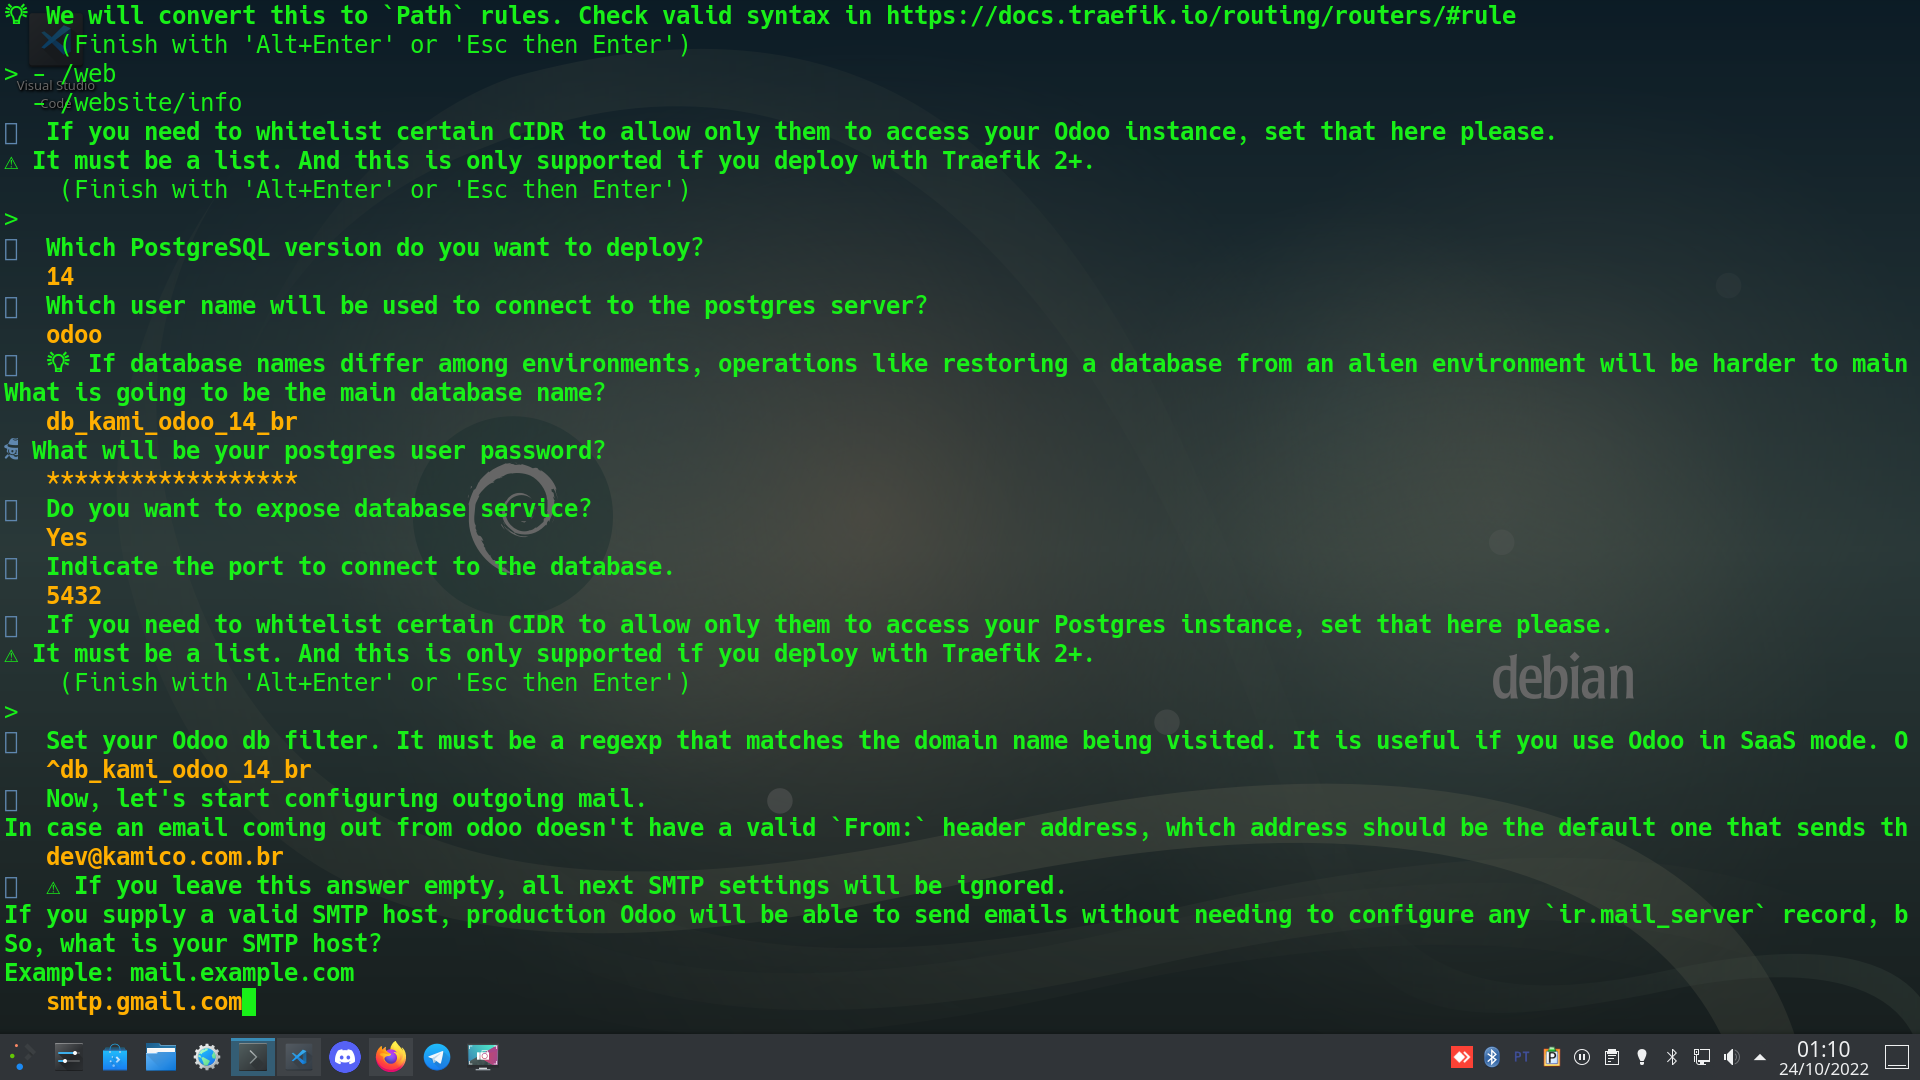 We will convert this to `Path` rules. Check valid syntax in https://docs.traefik.io/routing/routers/#rule
(Finish with 'Alt+Enter' or 'Esc then Enter')
> - /web
- /website/info
Visual Studio Code
If you need to whitelist certain CIDR to allow only them to access your Odoo instance, set that here please.
⚠ It must be a list. And this is only supported if you deploy with Traefik 2+.
(Finish with 'Alt+Enter' or 'Esc then Enter')
>
Which PostgreSQL version do you want to deploy?
14
Which user name will be used to connect to the postgres server?
odoo
If database names differ among environments, operations like restoring a database from an alien environment will be harder to main
What is going to be the main database name?
db_kami_odoo_14_br
What will be your postgres user password?
******************
Do you want to expose database service?
Yes
Indicate the port to connect to the database.
5432
If you need to whitelist certain CIDR to allow only them to access your Postgres instance, set that here please.
⚠ It must be a list. And this is only supported if you deploy with Traefik 2+.
(Finish with 'Alt+Enter' or 'Esc then Enter')
>
debian
Set your Odoo db filter. It must be a regexp that matches the domain name being visited. It is useful if you use Odoo in SaaS mode. O
^db_kami_odoo_14_br
Now, let's start configuring outgoing mail.
In case an email coming out from odoo doesn't have a valid `From:` header address, which address should be the default one that sends th
dev@kamico.com.br
⚠ If you leave this answer empty, all next SMTP settings will be ignored.
If you supply a valid SMTP host, production Odoo will be able to send emails without needing to configure any `ir.mail_server` record, b
So, what is your SMTP host?
Example: mail.example.com
smtp.gmail.com
PT
01:10
24/10/2022